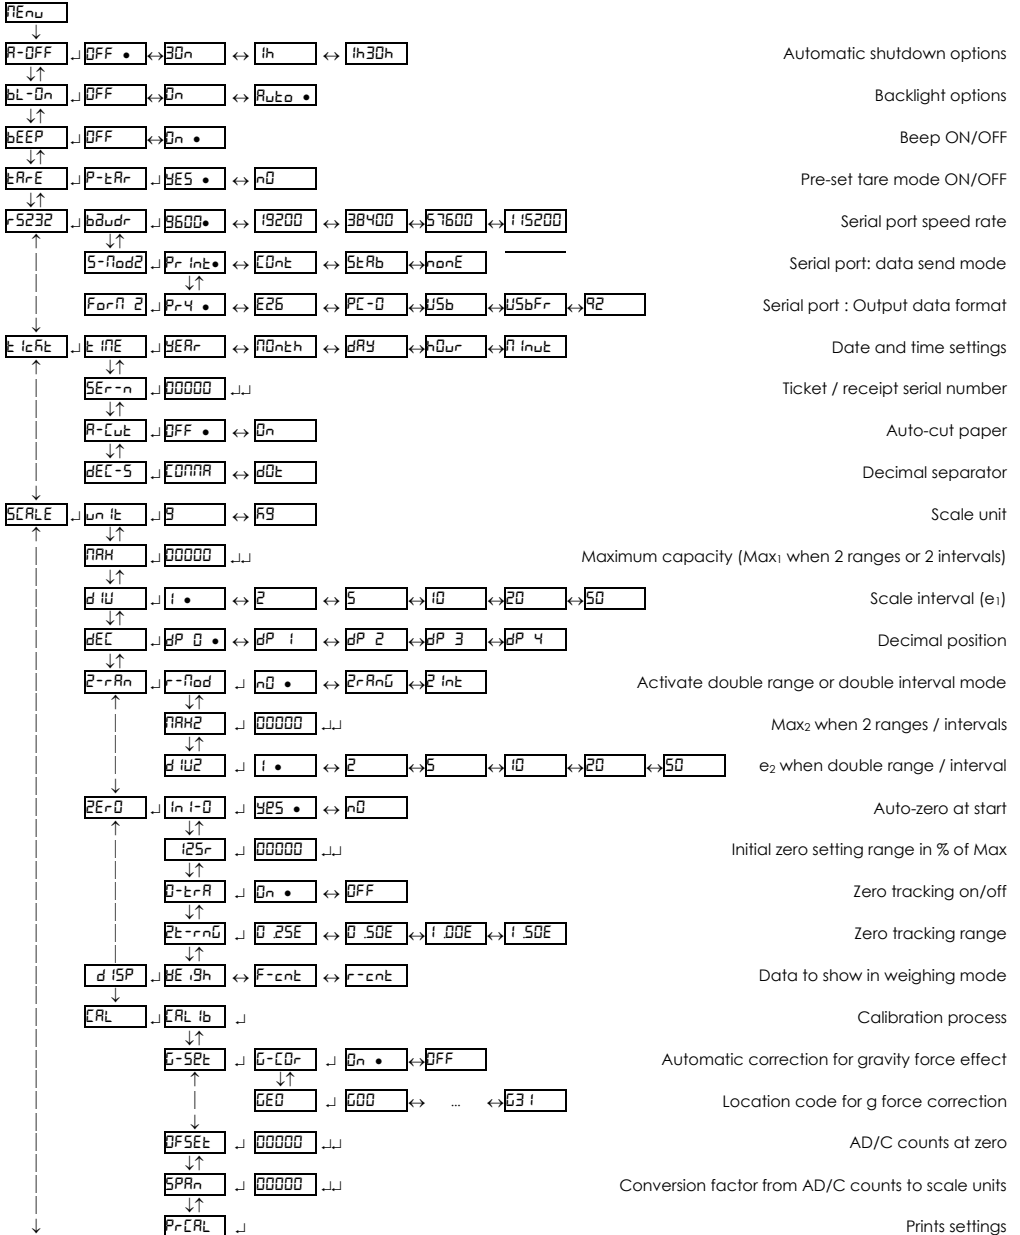 MEnu
A-OFF OFF • 30n 1h 1h30h Automatic shutdown options
bL-On OFF On Auto • Backlight options
bEEP OFF On • Beep ON/OFF
tArE P-tAr YES • nO Pre-set tare mode ON/OFF
rS232 bAudr 9600• 19200 38400 57600 115200 Serial port speed rate
S-Mod2 Print• COnt StAb nonE Serial port: data send mode
ForM 2 Pr4 • E26 PC-0 USb USbFr 92 Serial port : Output data format
tIckt tIME YEAr MOnth dAY hOur MInut Date and time settings
SEr-n 00000 Ticket / receipt serial number
A-Cut OFF • On Auto-cut paper
dEC-S COMMA dOt Decimal separator
SCALE unIt g kg Scale unit
MAX 00000 Maximum capacity (Max1 when 2 ranges or 2 intervals)
dIU 1 • 2 5 10 20 50 Scale interval (e1)
dEC dP 0 • dP 1 dP 2 dP 3 dP 4 Decimal position
2-rAn r-Mod nO • 2rAnG 2Int Activate double range or double interval mode
MAX2 00000 Max2 when 2 ranges / intervals
dIU2 1 • 2 5 10 20 50 e2 when double range / interval
ZErO InI-0 YES • nO Auto-zero at start
IZSr 00000 Initial zero setting range in % of Max
0-trA On • OFF Zero tracking on/off
Zt-rnG 0.25E 0.50E 1.00E 1.50E Zero tracking range
dISP WEigh F-cnt r-cnt Data to show in weighing mode
CAL CALIb Calibration process
G-SEt G-COr On • OFF Automatic correction for gravity force effect
GEO G00 ... G31 Location code for g force correction
OFSEt 00000 AD/C counts at zero
SPAn 00000 Conversion factor from AD/C counts to scale units
PrCAL Prints settings